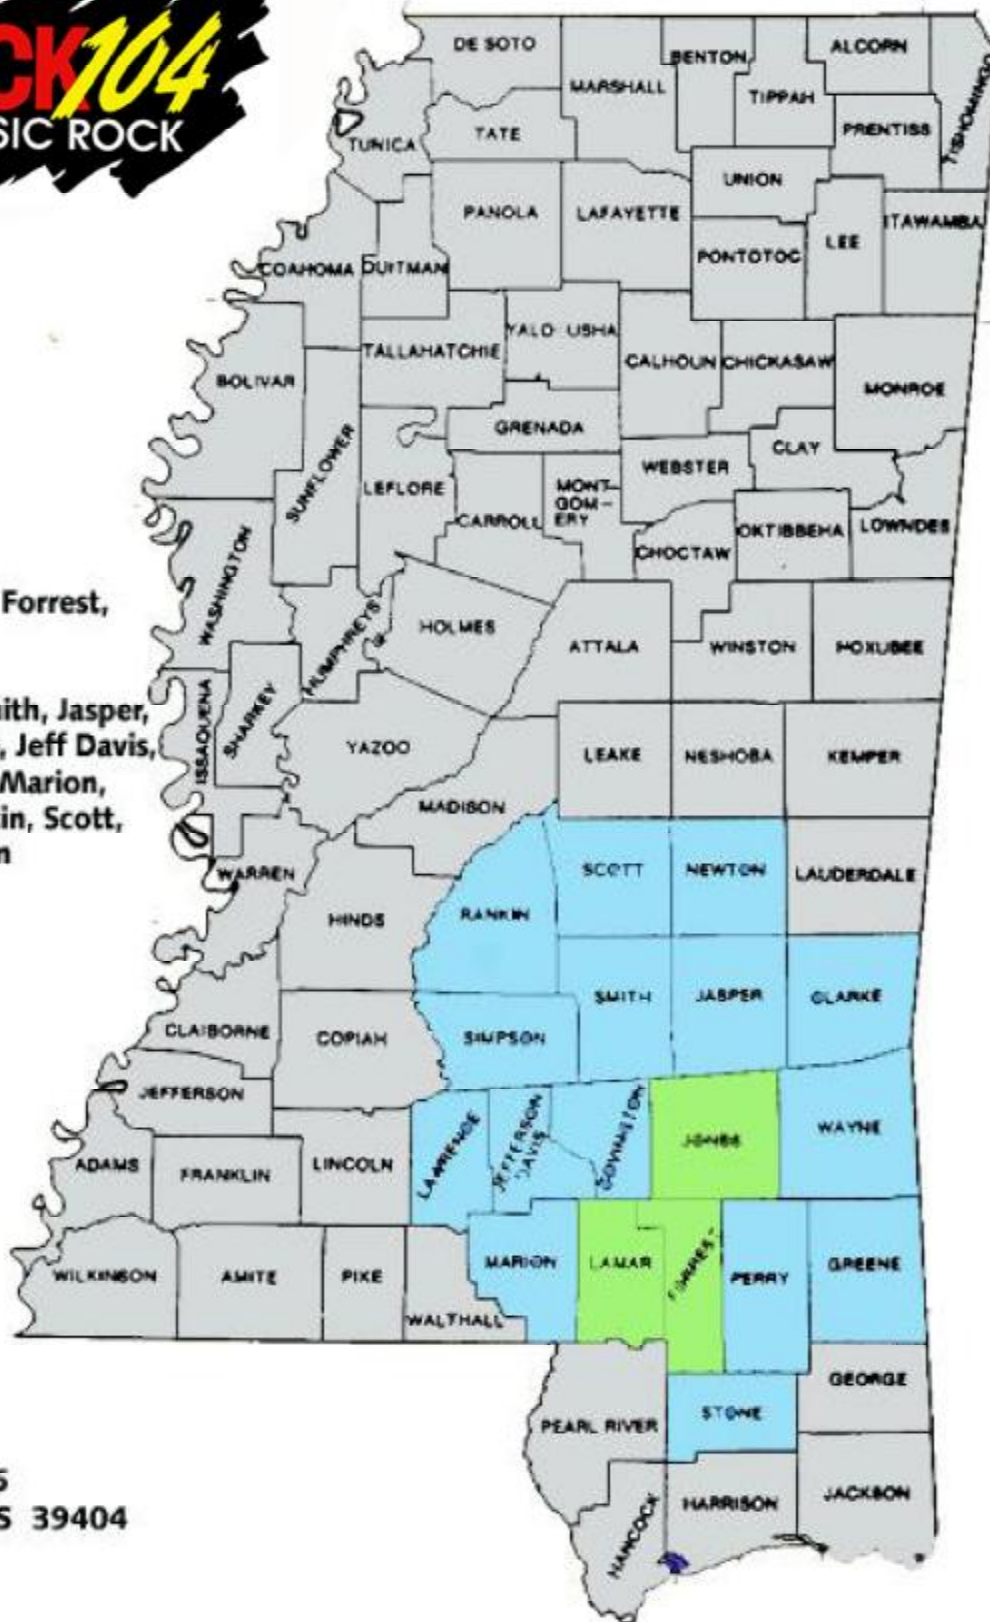 CK104
SIC ROCK
Forrest,
ith, Jasper,
, Jeff Davis,
Marion,
in, Scott,
n
S 39404
DE SOTO
BENTON
ALCORN
TISHOMINGO
MARSHALL
TIPPAH
TUNICA
TATE
PRENTISS
UNION
PANOLA
LAFAYETTE
ITAWAMBA
LEE
PONTOTOC
COAHOMA
QUITMAN
YALO USHA
TALLAHATCHIE
CALHOUN
CHICKASAW
BOLIVAR
MONROE
GRENADA
CLAY
SUNFLOWER
WEBSTER
LEFLORE
MONT-
GOM-
ERY
CARROLL
OKTIBBEHA
LOWNDES
CHOCTAW
WASHINGTON
HUMPHREYS
HOLMES
ATTALA
WINSTON
NOXUBEE
ISSAQUENA
SHARKEY
YAZOO
LEAKE
NESHOBA
KEMPER
MADISON
SCOTT
NEWTON
LAUDERDALE
WARREN
HINDS
RANKIN
SMITH
JASPER
CLARKE
CLAIBORNE
COPIAH
SIMPSON
JEFFERSON
LAWRENCE
JEFFERSON
DAVIS
COVINGTON
JONES
WAYNE
ADAMS
FRANKLIN
LINCOLN
WILKINSON
AMITE
PIKE
WALTHALL
MARION
LAMAR
FORREST
PERRY
GREENE
GEORGE
PEARL RIVER
STONE
HANCOCK
HARRISON
JACKSON